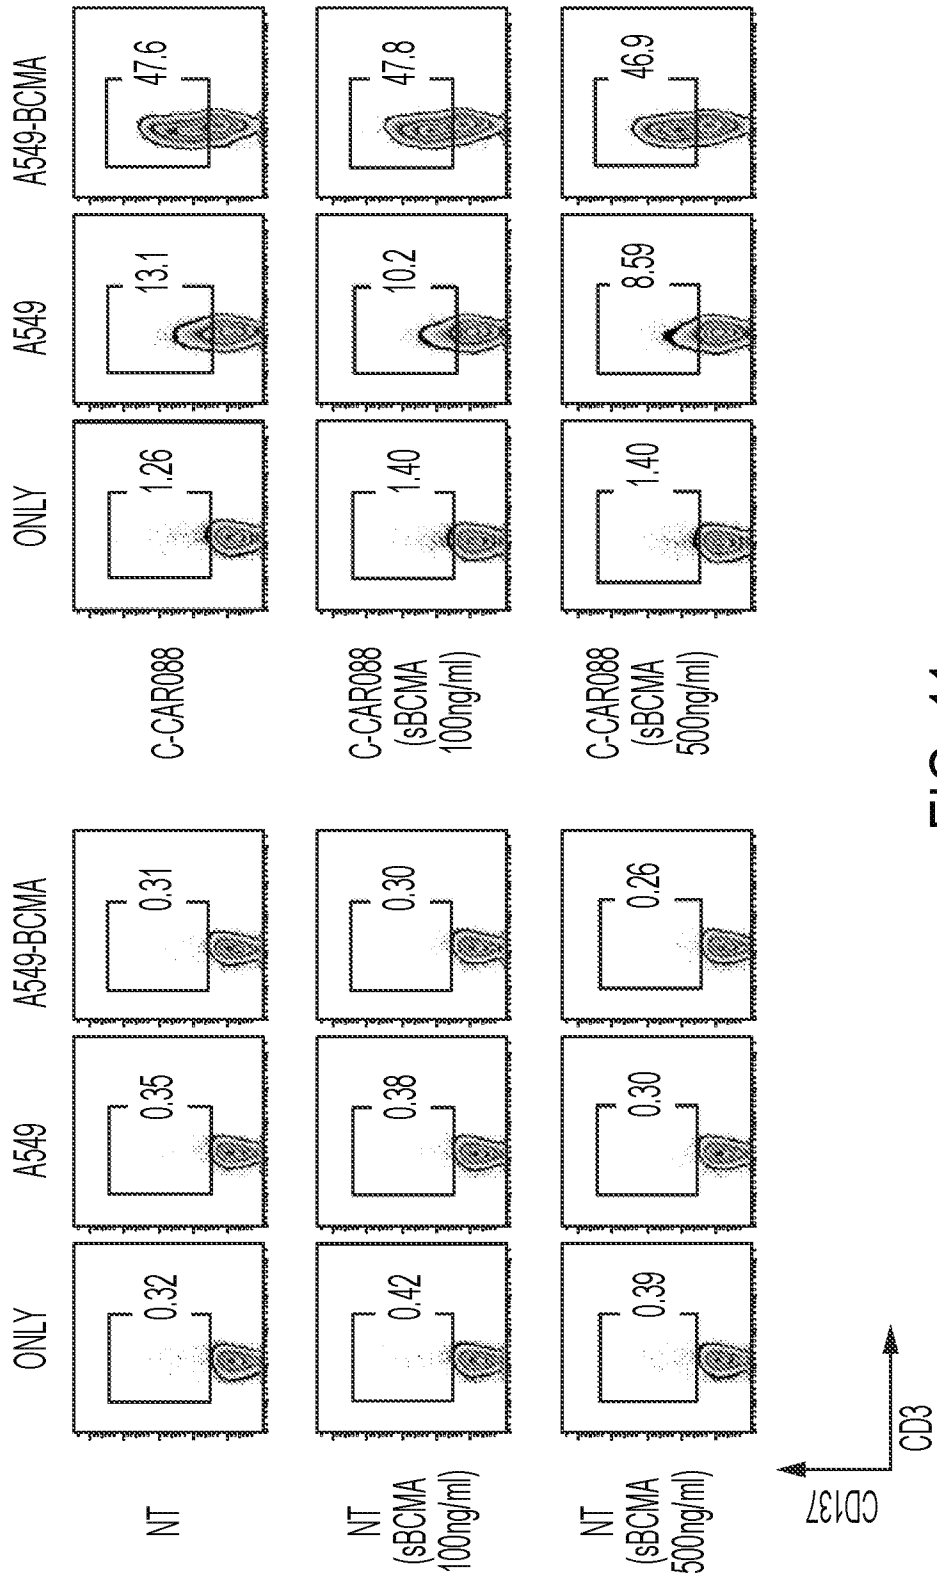 ONLY
A549
A549-BCMA
ONLY
A549
A549-BCMA
NT
0.32
0.35
0.31
C-CAR088
1.26
13.1
47.6
NT
(sBCMA
100ng/ml)
0.42
0.38
0.30
C-CAR088
(sBCMA
100ng/ml)
1.40
10.2
47.8
NT
(sBCMA
500ng/ml)
0.39
0.30
0.26
C-CAR088
(sBCMA
500ng/ml)
1.40
8.59
46.9
CD137
CD3